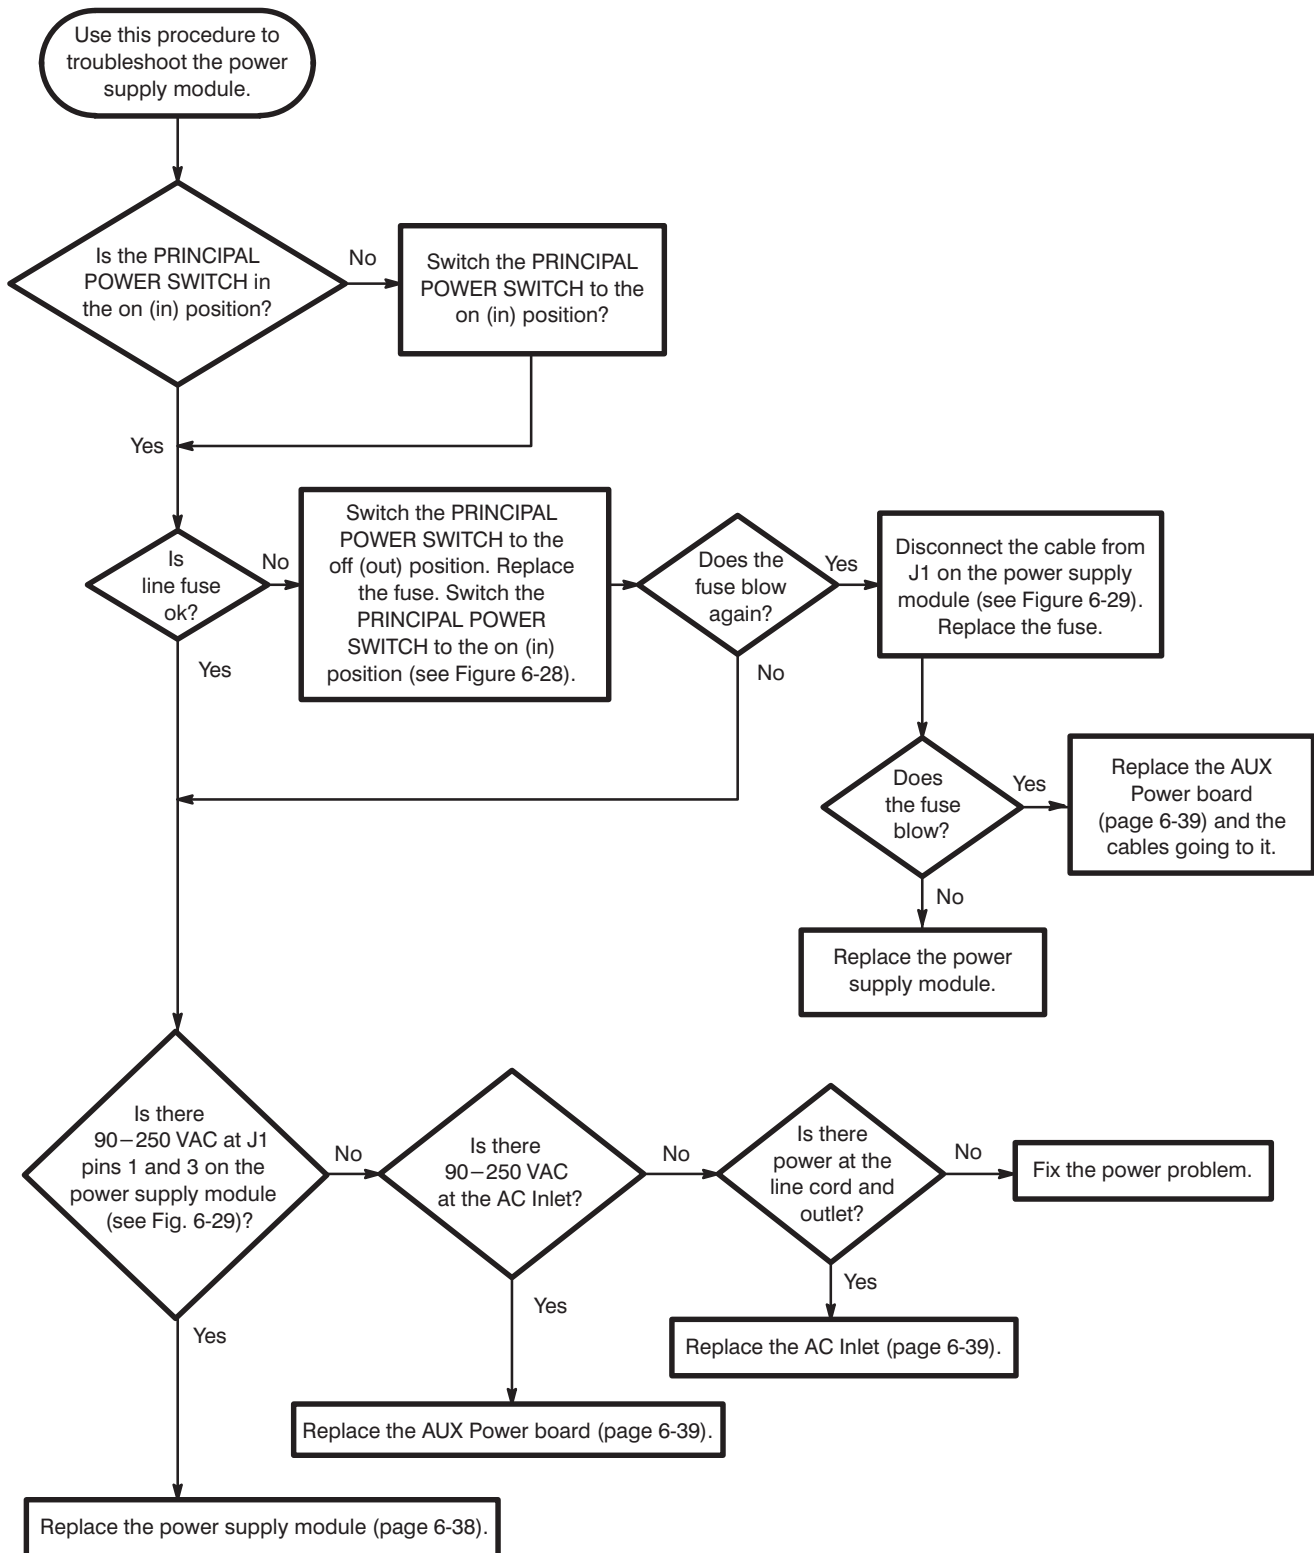 Use this procedure to
troubleshoot the power
supply module.
Is the PRINCIPAL
POWER SWITCH in
the on (in) position?
No
Switch the PRINCIPAL
POWER SWITCH to the
on (in) position?
Yes
Is
line fuse
ok?
No
Switch the PRINCIPAL
POWER SWITCH to the
off (out) position. Replace
the fuse. Switch the
PRINCIPAL POWER
SWITCH to the on (in)
position (see Figure 6-28).
Does the
fuse blow
again?
Yes
Disconnect the cable from
J1 on the power supply
module (see Figure 6-29).
Replace the fuse.
Yes
No
Does
the fuse
blow?
Yes
Replace the AUX
Power board
(page 6-39) and the
cables going to it.
No
Replace the power
supply module.
Is there
90–250 VAC at J1
pins 1 and 3 on the
power supply module
(see Fig. 6-29)?
No
Is there
90–250 VAC
at the AC Inlet?
No
Is there
power at the
line cord and
outlet?
No
Fix the power problem.
Yes
Replace the AC Inlet (page 6-39).
Yes
Replace the AUX Power board (page 6-39).
Yes
Replace the power supply module (page 6-38).